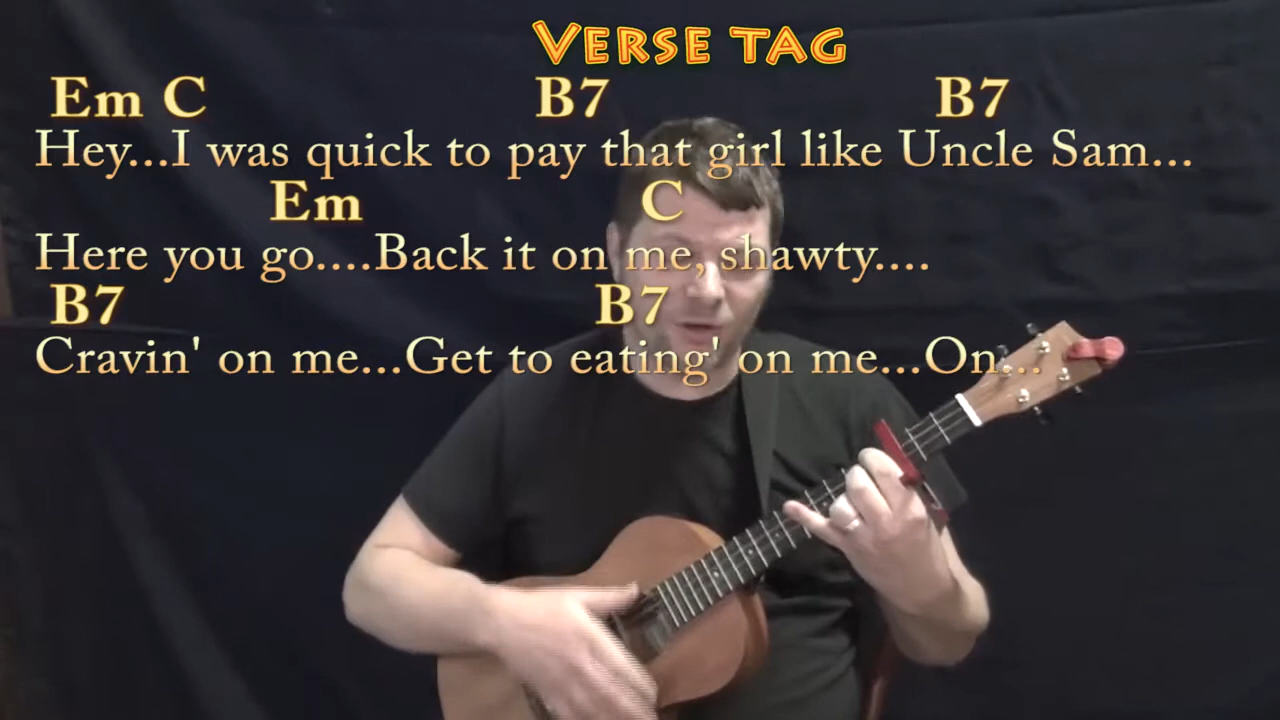 VERSE TAG
Em C B7 B7
Hey...I was quick to pay that girl like Uncle Sam...
Em C
Here you go....Back it on me, shawty....
B7 B7
Cravin' on me...Get to eating' on me...On...